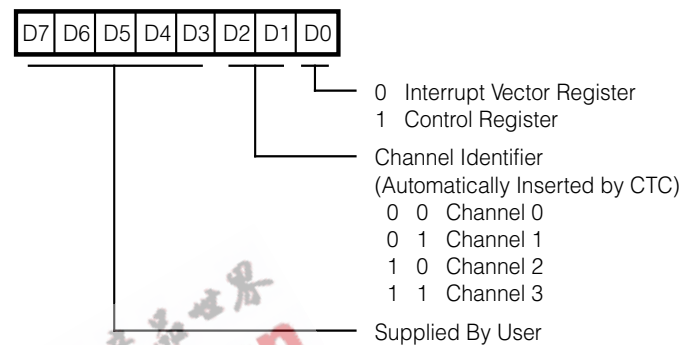 D7 D6 D5 D4 D3 D2 D1 D0
0 Interrupt Vector Register
1 Control Register
Channel Identifier
(Automatically Inserted by CTC)
0 0 Channel 0
0 1 Channel 1
1 0 Channel 2
1 1 Channel 3
Supplied By User